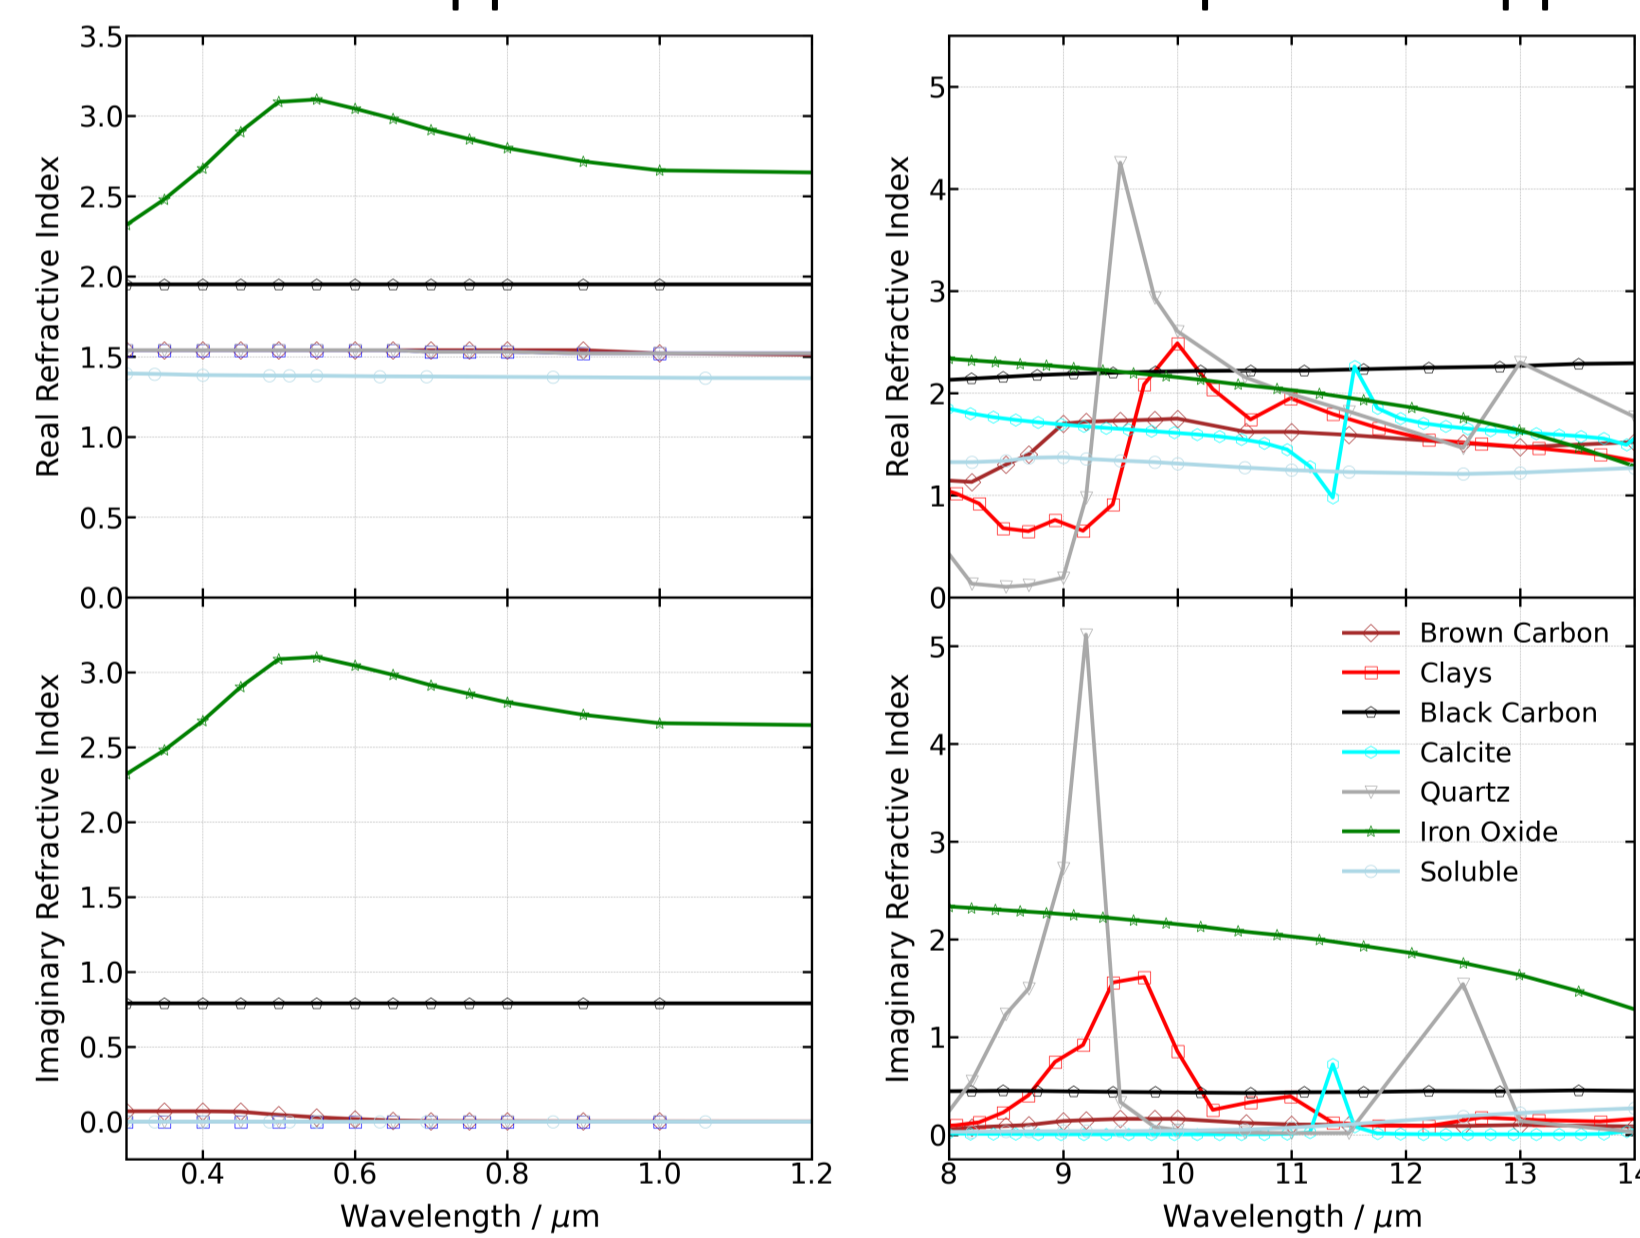 3.5
3.0
2.5
2.0
1.5
1.0
0.5
0.0
Real Refractive Index
5
4
3
2
1
0
Real Refractive Index
3.0
2.5
2.0
1.5
1.0
0.5
0.0
Imaginary Refractive Index
0.4 0.6 0.8 1.0 1.2
Wavelength / μm
5
4
3
2
1
0
Imaginary Refractive Index
Brown Carbon
Clays
Black Carbon
Calcite
Quartz
Iron Oxide
Soluble
8 9 10 11 12 13 14
Wavelength / μm